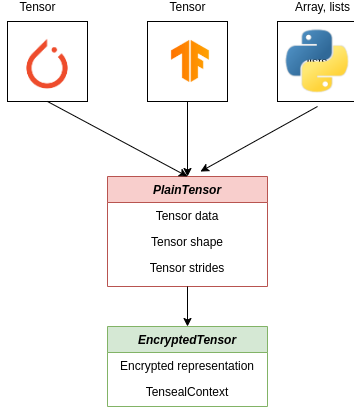 Tensor
Tensor
Array, lists
PlainTensor
Tensor data
Tensor shape
Tensor strides
EncryptedTensor
Encrypted representation
TensealContext